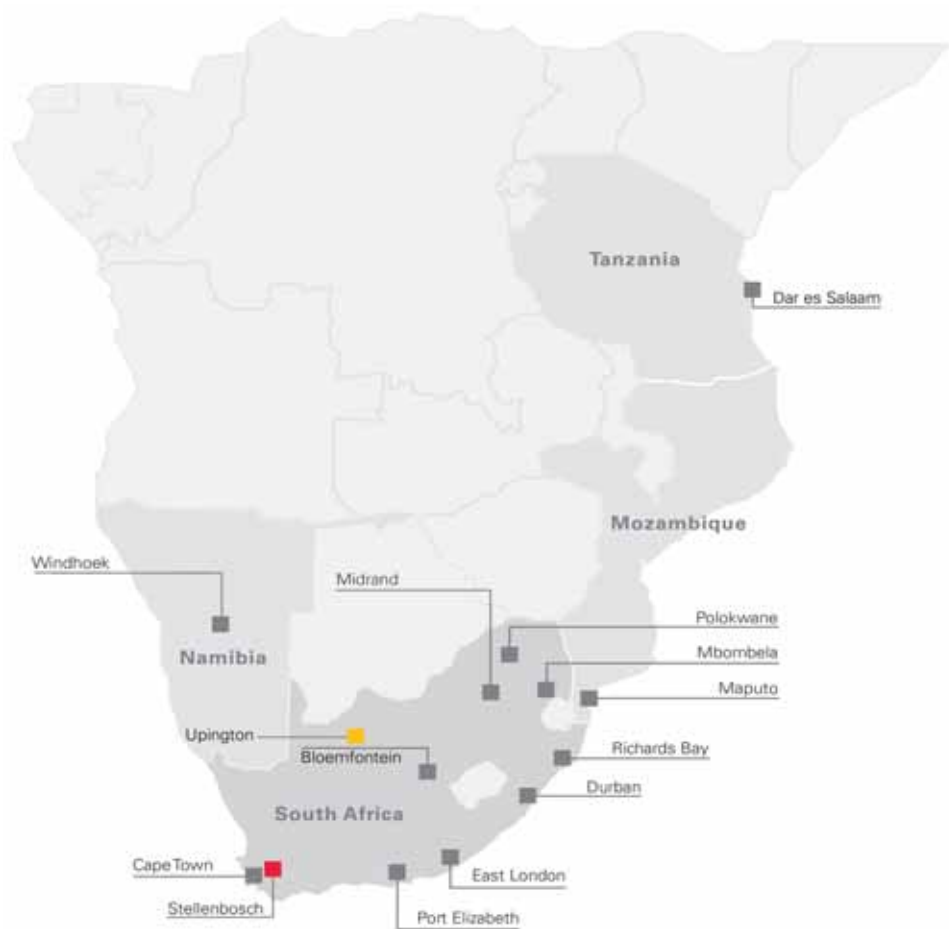 Tanzania
Dar es Salaam
Mozambique
Windhoek
Midrand
Polokwane
Namibia
Mbombela
Maputo
Upington
Bloemfontein
Richards Bay
Durban
South Africa
Cape Town
East London
Stellenbosch
Port Elizabeth